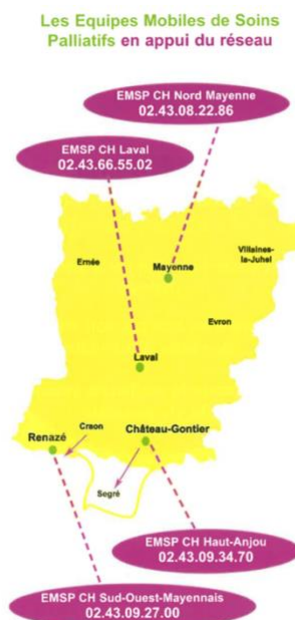 Les Equipes Mobiles de Soins
Palliatifs en appui du réseau
EMSP CH Nord Mayenne
02.43.08.22.86
EMSP CH Laval
02.43.66.55.02
Ernée
Mayenne
Villaines-
la-Juhel
Evron
Laval
Craon
Château-Gontier
Renazé
Segré
EMSP CH Haut-Anjou
02.43.09.34.70
EMSP CH Sud-Ouest-Mayennais
02.43.09.27.00